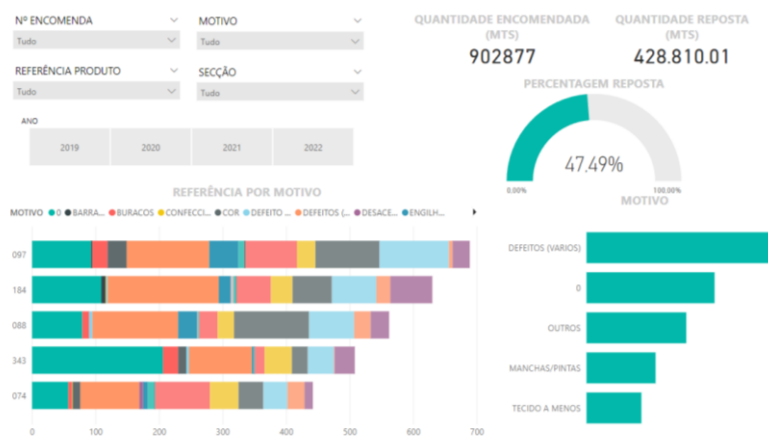 Nº ENCOMENDA
Tudo
MOTIVO
Tudo
REFERÊNCIA PRODUTO
Tudo
SECÇÃO
Tudo
ANO
2019 2020 2021 2022
QUANTIDADE ENCOMENDADA
(MTS)
902877
QUANTIDADE REPOSTA
(MTS)
428.810.01
PERCENTAGEM REPOSTA
47.49%
0.00% 100.00%
REFERÊNCIA POR MOTIVO
MOTIVO 0 BARRA... BURACOS CONFECCI... COR DEFEITO ... DEFEITOS (... DESACE... ENGILH...
097
184
088
343
074
0 100 200 300 400 500 600 700
MOTIVO
DEFEITOS (VARIOS)
0
OUTROS
MANCHAS/PINTAS
TECIDO A MENOS